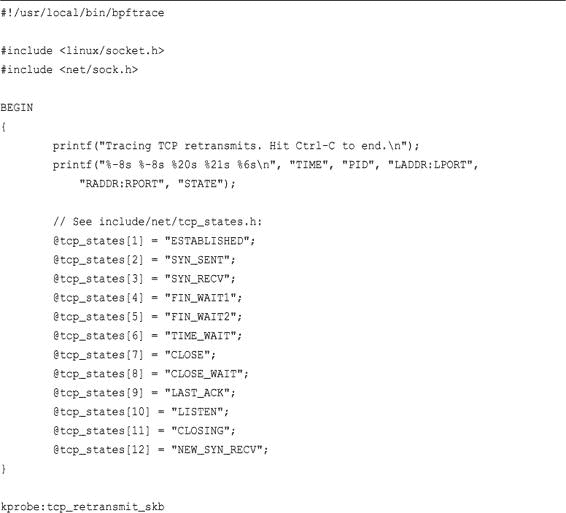 #!/usr/local/bin/bpftrace
#include <linux/socket.h>
#include <net/sock.h>
BEGIN
{
printf("Tracing TCP retransmits. Hit Ctrl-C to end.\n");
printf("%-8s %-8s %20s %21s %6s\n", "TIME", "PID", "LADDR:LPORT",
"RADDR:RPORT", "STATE");
// See include/net/tcp_states.h:
@tcp_states[1] = "ESTABLISHED";
@tcp_states[2] = "SYN_SENT";
@tcp_states[3] = "SYN_RECV";
@tcp_states[4] = "FIN_WAIT1";
@tcp_states[5] = "FIN_WAIT2";
@tcp_states[6] = "TIME_WAIT";
@tcp_states[7] = "CLOSE";
@tcp_states[8] = "CLOSE_WAIT";
@tcp_states[9] = "LAST_ACK";
@tcp_states[10] = "LISTEN";
@tcp_states[11] = "CLOSING";
@tcp_states[12] = "NEW_SYN_RECV";
}
kprobe:tcp_retransmit_skb